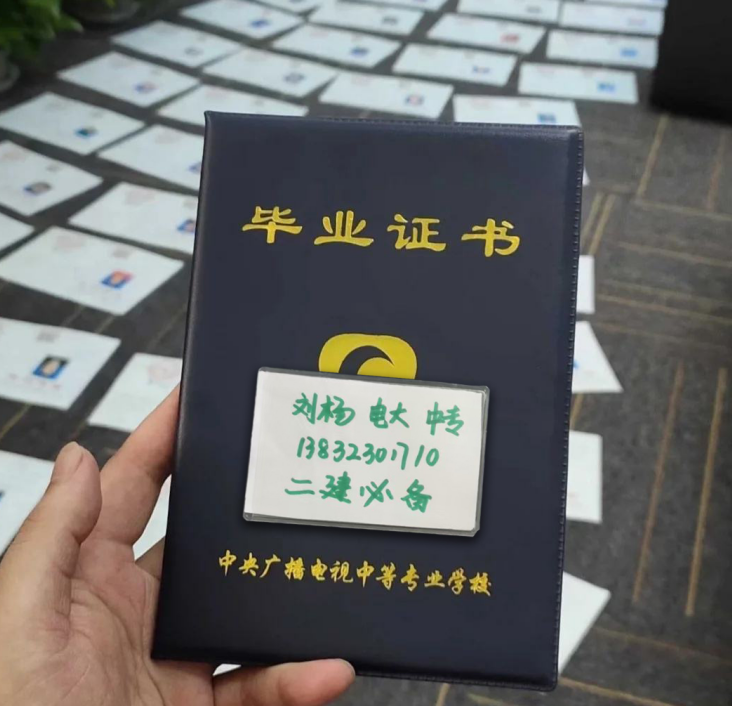 毕业证书
刘杨 电大 中专
13832301710
二建必备
中央广播电视中等专业学校